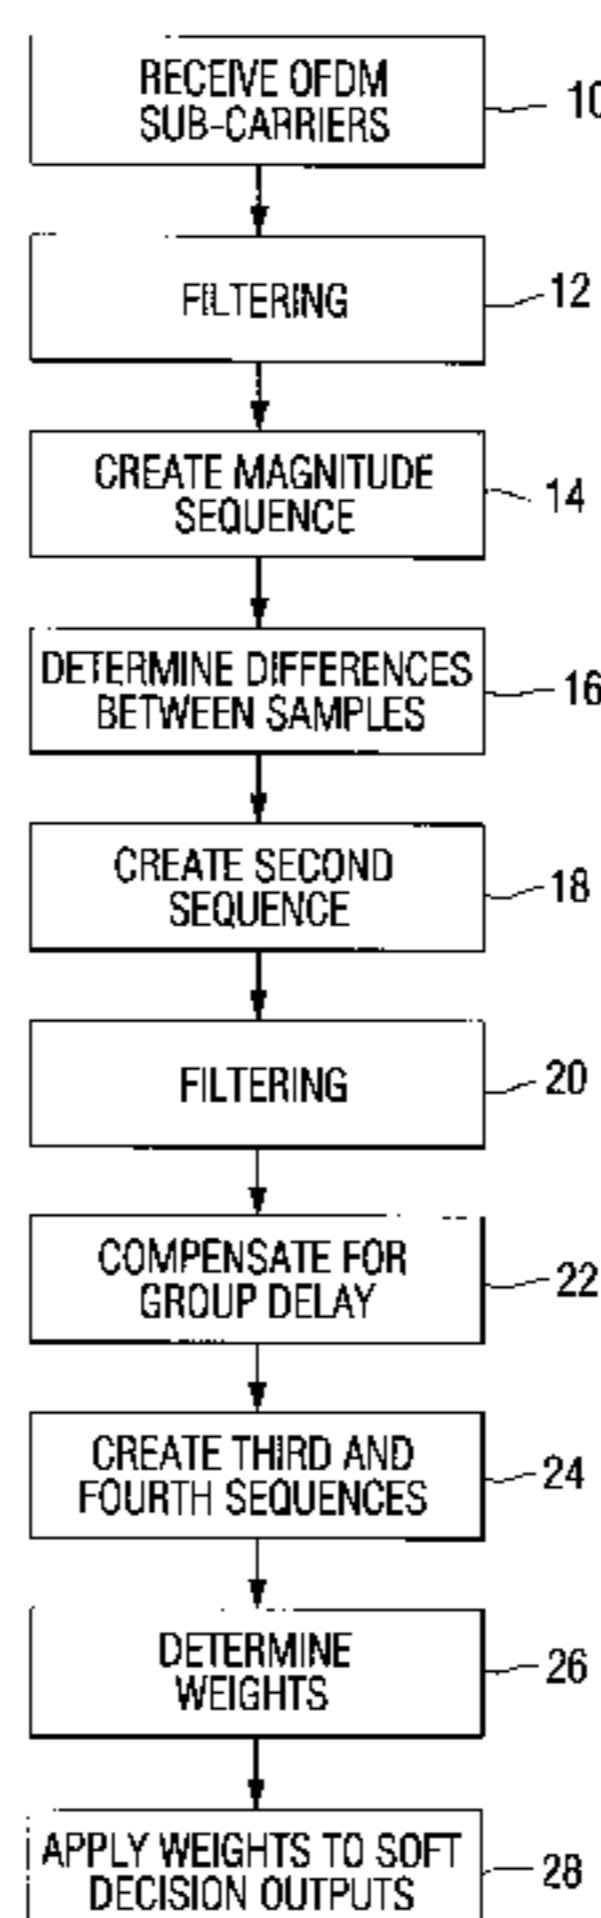 RECEIVE OFDM
SUB-CARRIERS
10
FILTERING
12
CREATE MAGNITUDE
SEQUENCE
14
DETERMINE DIFFERENCES
BETWEEN SAMPLES
16
CREATE SECOND
SEQUENCE
18
FILTERING
20
COMPENSATE FOR
GROUP DELAY
22
CREATE THIRD AND
FOURTH SEQUENCES
24
DETERMINE
WEIGHTS
26
APPLY WEIGHTS TO SOFT
DECISION OUTPUTS
28